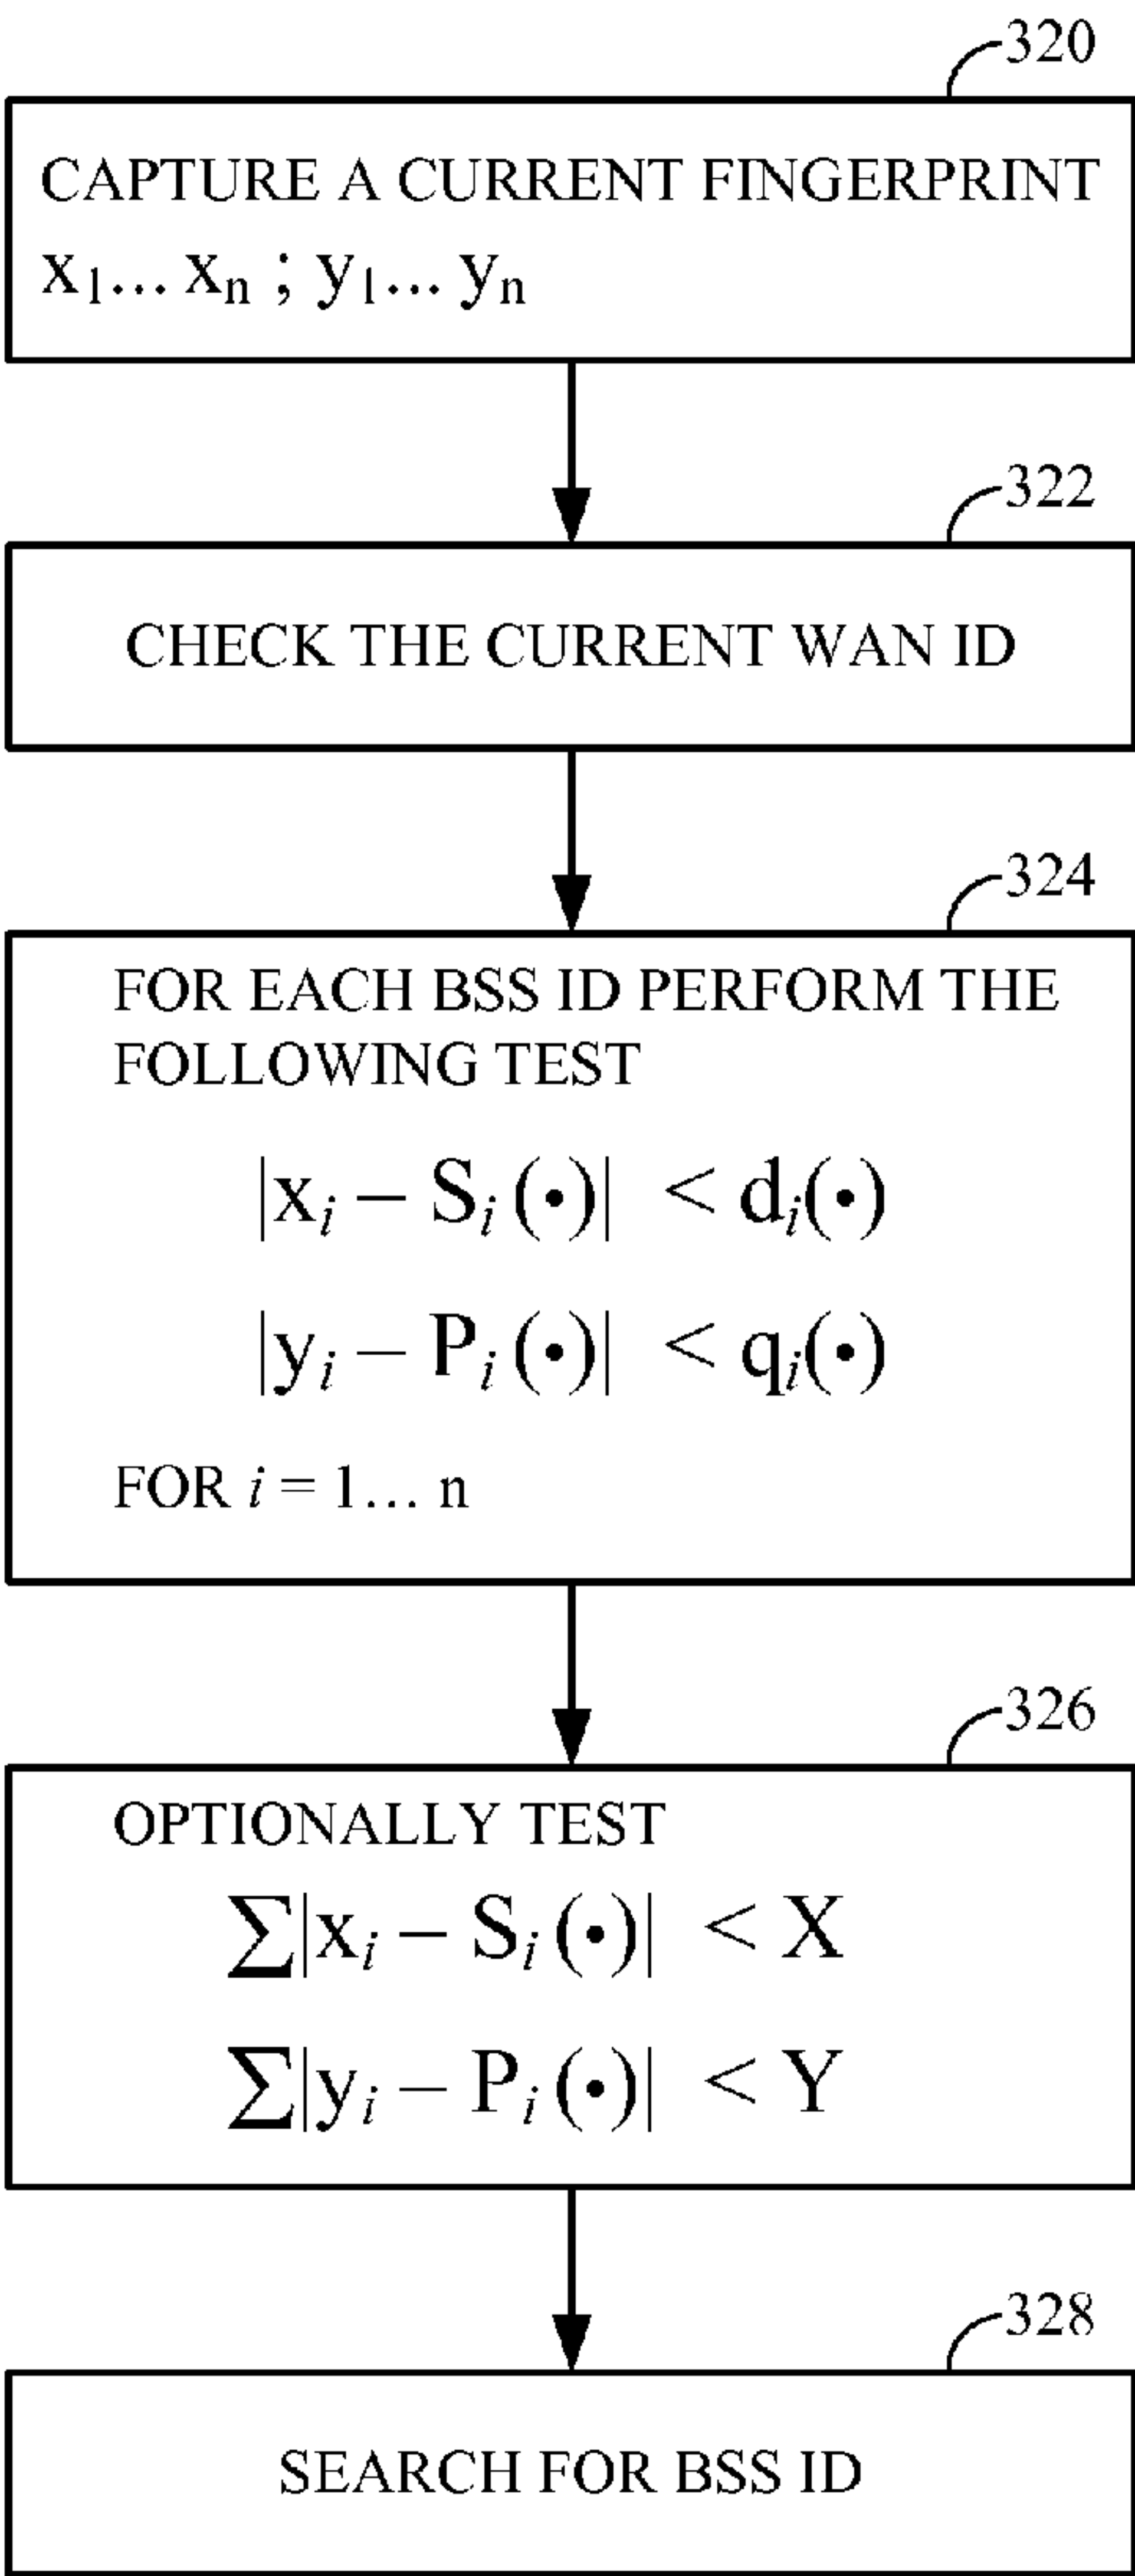 320
CAPTURE A CURRENT FINGERPRINT
x₁... xₙ ; y₁... yₙ
322
CHECK THE CURRENT WAN ID
324
FOR EACH BSS ID PERFORM THE
FOLLOWING TEST
|xᵢ – Sᵢ (•)| < dᵢ(•)
|yᵢ – Pᵢ (•)| < qᵢ(•)
FOR i = 1... n
326
OPTIONALLY TEST
∑|xᵢ – Sᵢ (•)| < X
∑|yᵢ – Pᵢ (•)| < Y
328
SEARCH FOR BSS ID